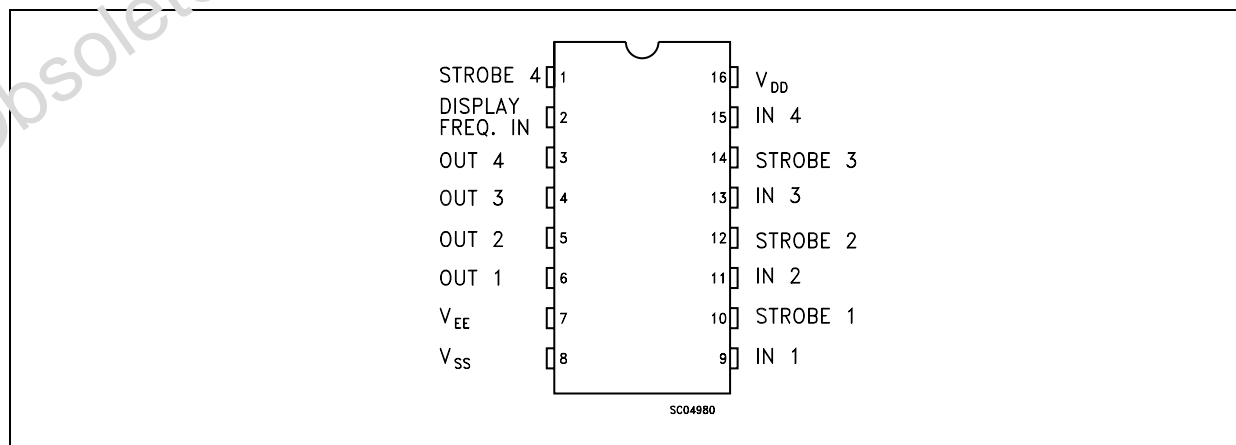 Obsolete
STROBE 4 1
DISPLAY
FREQ. IN 2
OUT 4 3
OUT 3 4
OUT 2 5
OUT 1 6
VEE 7
VSS 8
16 VDD
15 IN 4
14 STROBE 3
13 IN 3
12 STROBE 2
11 IN 2
10 STROBE 1
9 IN 1
SC04980